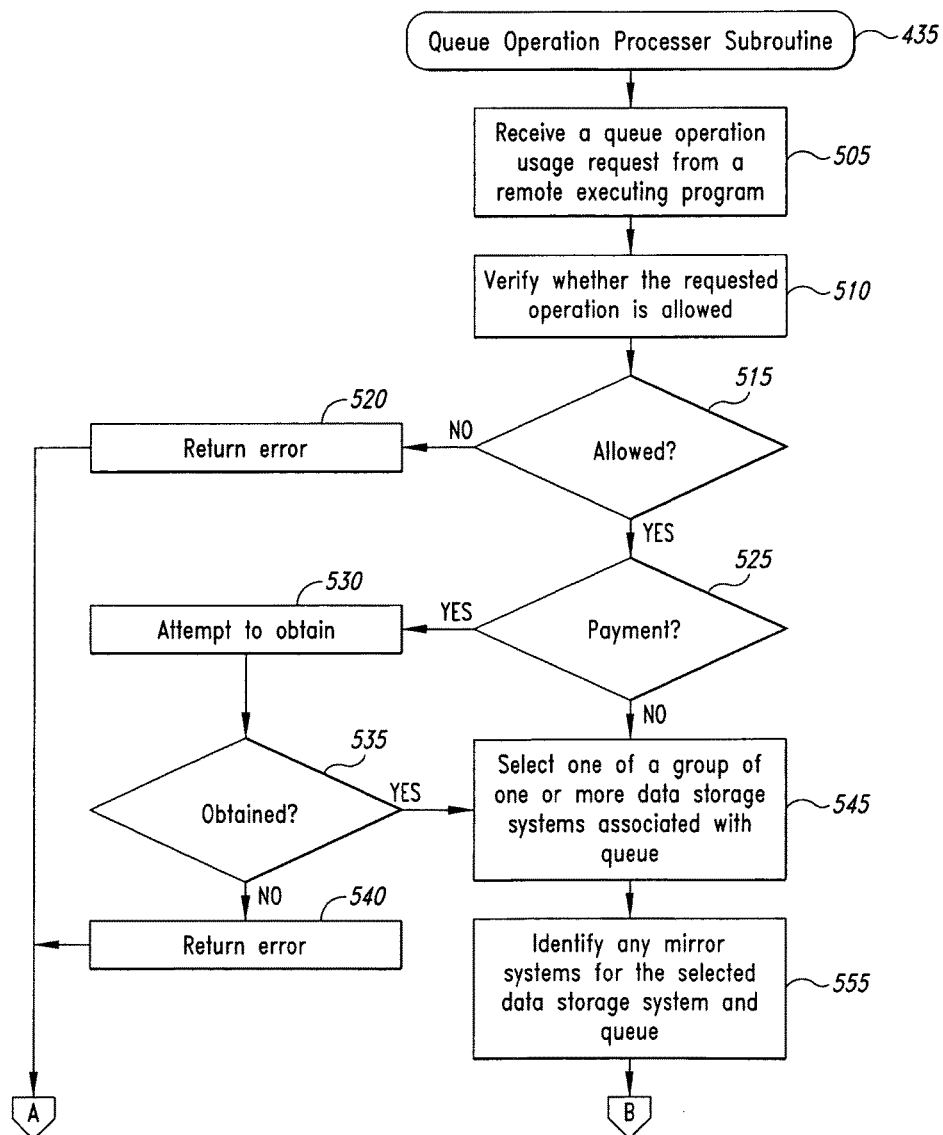 Queue Operation Processer Subroutine
435
Receive a queue operation
usage request from a
remote executing program
505
Verify whether the requested
operation is allowed
510
515
Allowed?
NO
520
Return error
YES
525
Payment?
YES
530
Attempt to obtain
NO
535
Obtained?
YES
Select one of a group of
one or more data storage
systems associated with
queue
545
NO
540
Return error
Identify any mirror
systems for the selected
data storage system and
queue
555
A
B